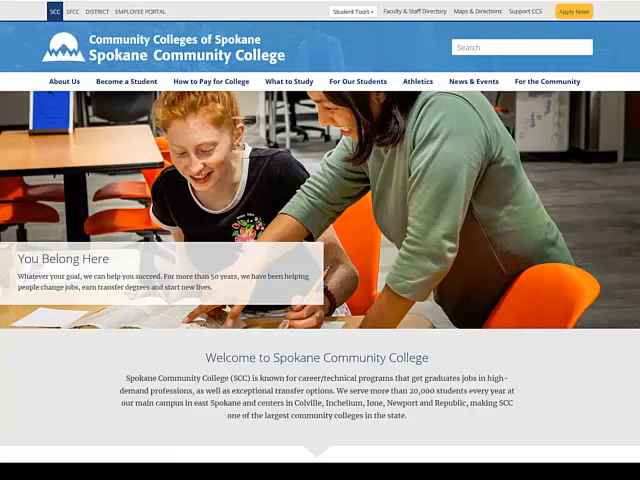 SCC SFCC DISTRICT EMPLOYEE PORTAL Student Tools Faculty & Staff Directory Maps & Directions Support CCS Apply Now!
Community Colleges of Spokane
Spokane Community College
Search
About Us Become a Student How to Pay for College What to Study For Our Students Athletics News & Events For the Community
You Belong Here
Whatever your goal, we can help you succeed. For more than 50 years, we have been helping
people change jobs, earn transfer degrees and start new lives.
Welcome to Spokane Community College
Spokane Community College (SCC) is known for career/technical programs that get graduates jobs in high-
demand professions, as well as exceptional transfer options. We serve more than 20,000 students every year at
our main campus in east Spokane and centers in Colville, Inchelium, Ione, Newport and Republic, making SCC
one of the largest community colleges in the state.